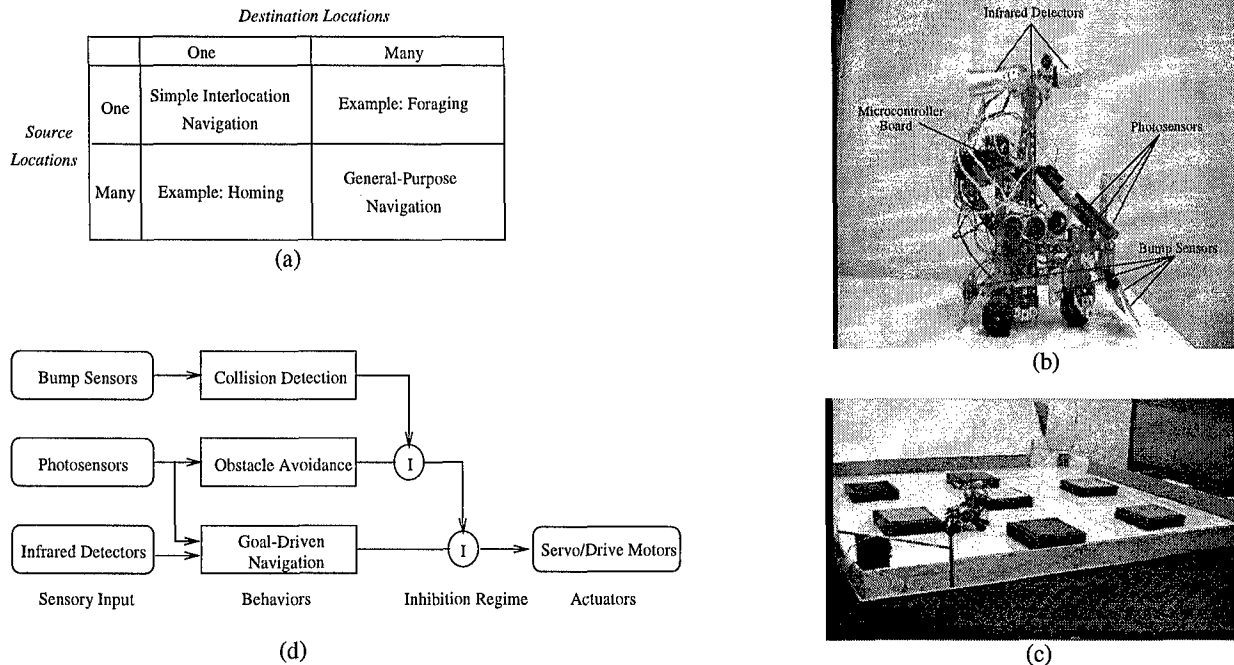 Destination Locations
One
Many
Source
Locations
One
Simple Interlocation
Navigation
Example: Foraging
Many
Example: Homing
General-Purpose
Navigation
(a)
Infrared Detectors
Microcontroller
Board
Photosensors
Bump Sensors
(b)
Bump Sensors
Collision Detection
I
Photosensors
Obstacle Avoidance
I
Infrared Detectors
Goal-Driven
Navigation
Servo/Drive Motors
Sensory Input
Behaviors
Inhibition Regime
Actuators
(d)
(c)